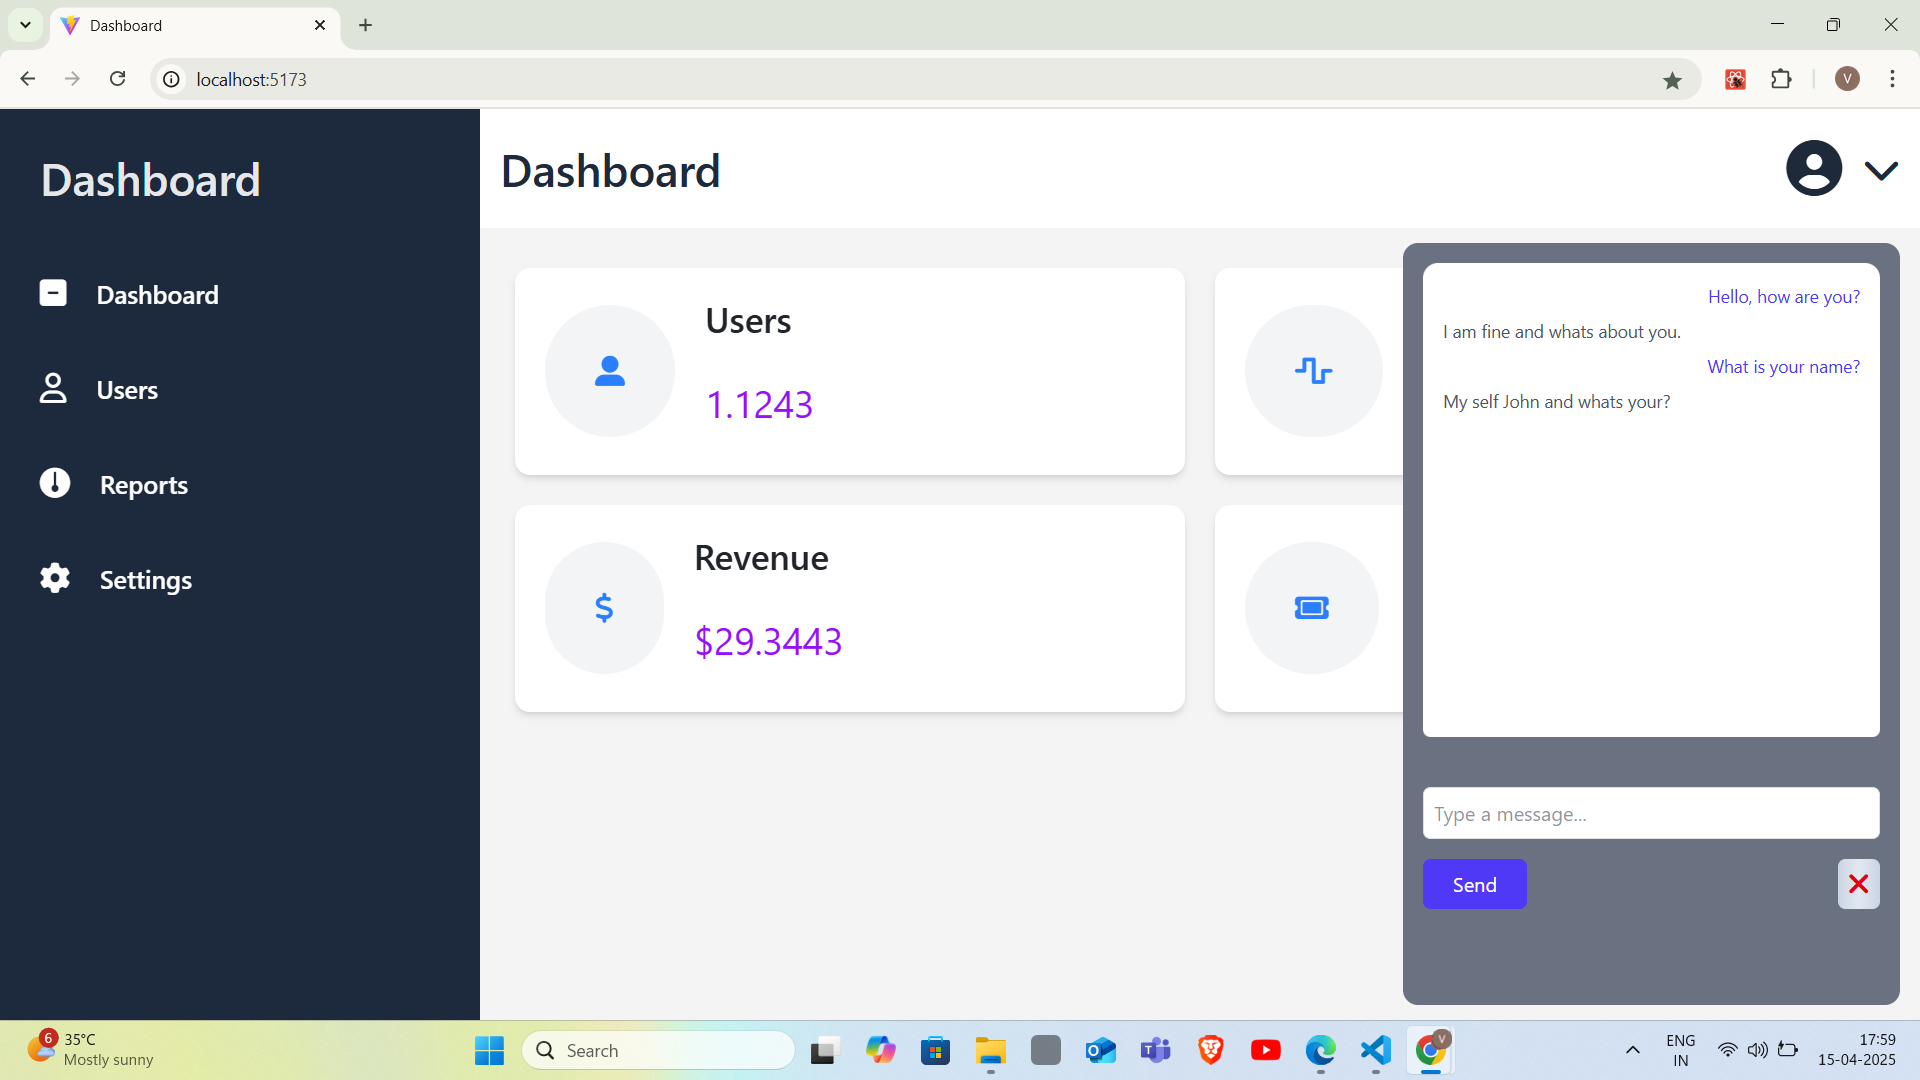 Dashboard
localhost:5173
V
Dashboard
Dashboard
Users
Reports
Settings
Dashboard
Users
1.1243
Revenue
$29.3443
Hello, how are you?
I am fine and whats about you.
What is your name?
My self John and whats your?
Type a message...
Send
6
35°C
Mostly sunny
Search
V
ENG
IN
17:59
15-04-2025